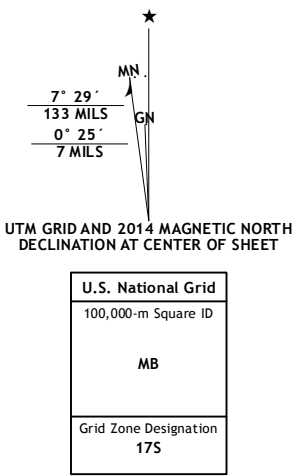 MN
7° 29´
133 MILS
GN
0° 25´
7 MILS
UTM GRID AND 2014 MAGNETIC NORTH
DECLINATION AT CENTER OF SHEET
U.S. National Grid
100,000-m Square ID
MB
Grid Zone Designation
17S